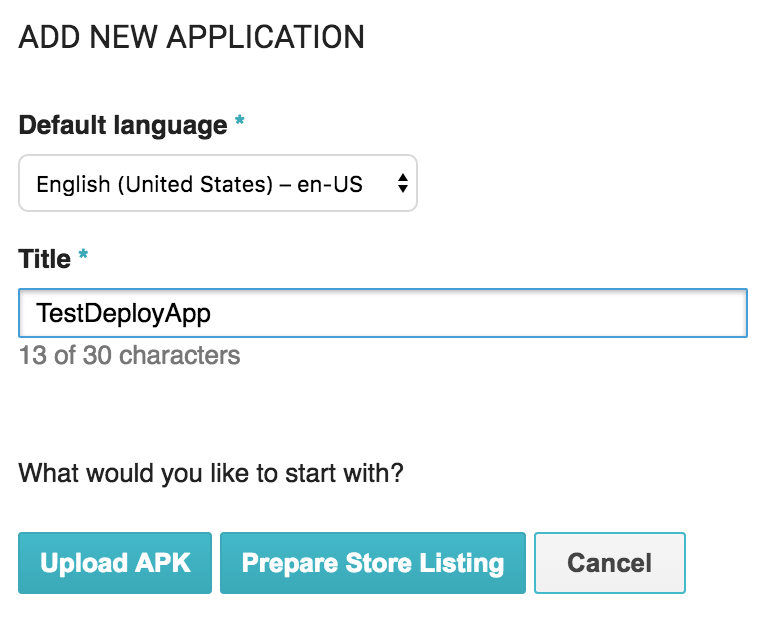 ADD NEW APPLICATION
Default language *
English (United States) – en-US
Title *
TestDeployApp
13 of 30 characters
What would you like to start with?
Upload APK Prepare Store Listing Cancel